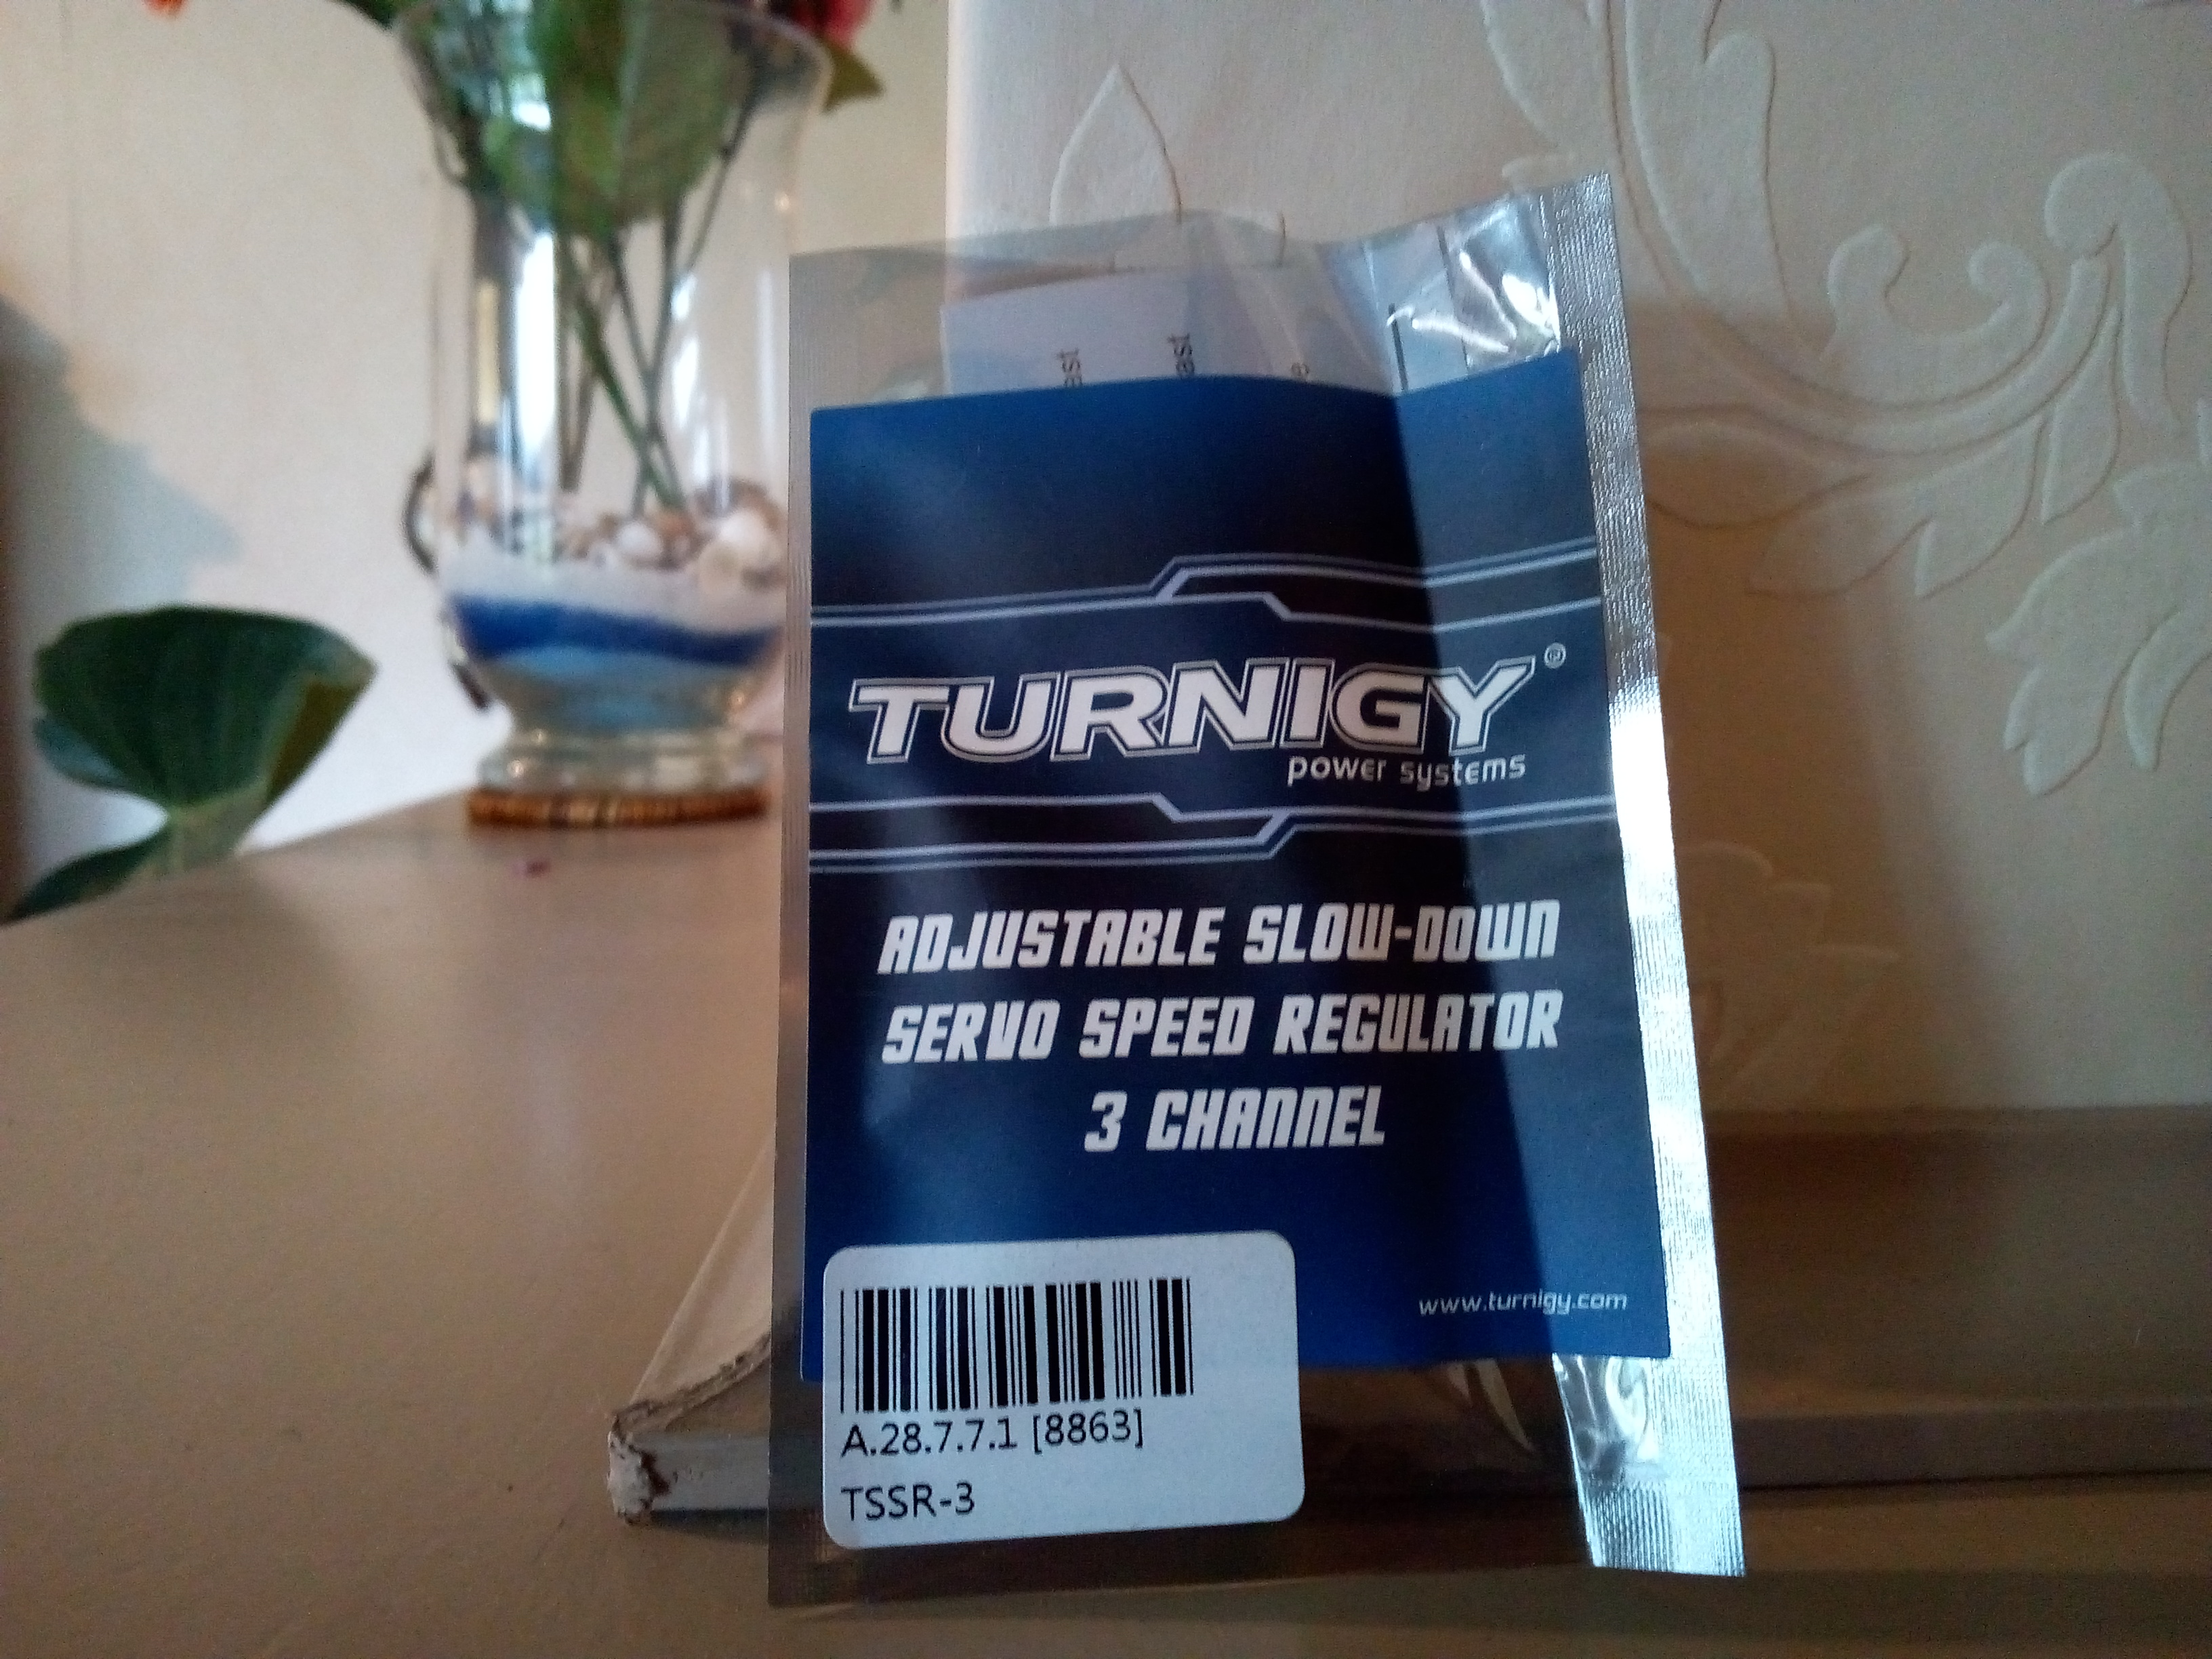 TURNIGY®
power systems
ADJUSTABLE SLOW-DOWN
SERVO SPEED REGULATOR
3 CHANNEL
www.turnigy.com
A.28.7.7.1 [8863]
TSSR-3